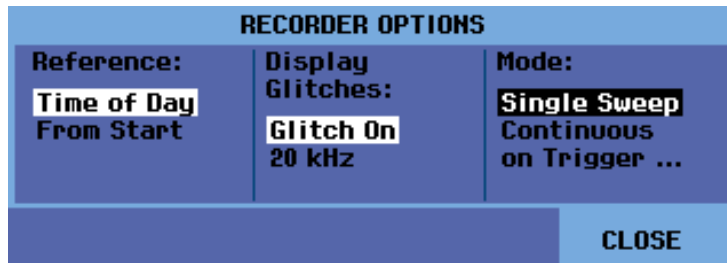 RECORDER OPTIONS
Reference:
Time of Day
From Start
Display
Glitches:
Glitch On
20 kHz
Mode:
Single Sweep
Continuous
on Trigger ...
CLOSE